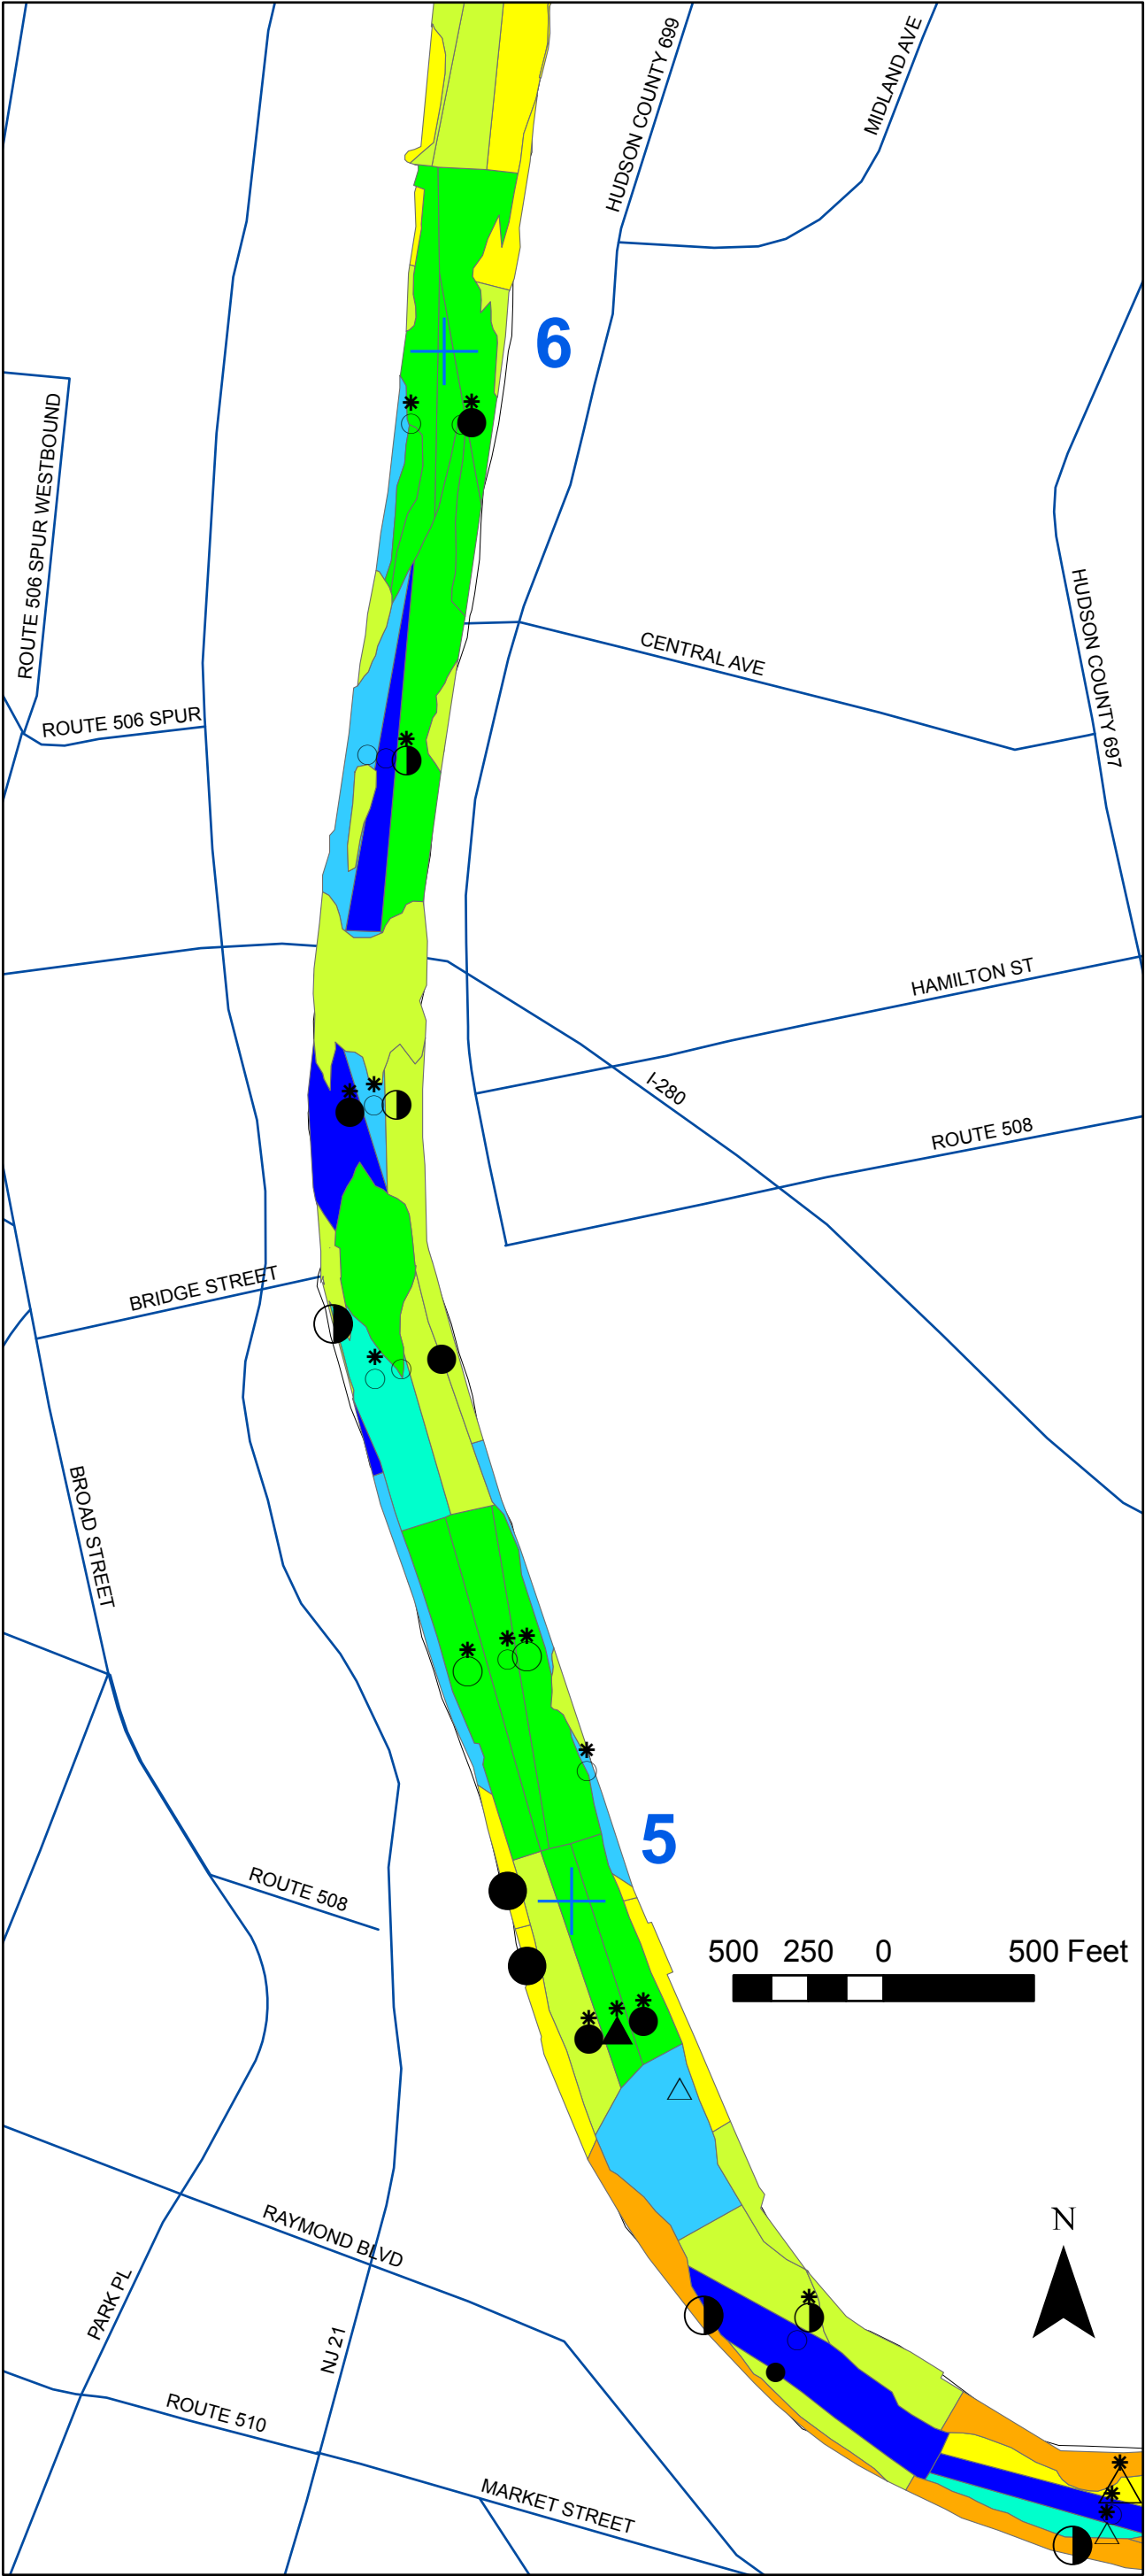 HUDSON COUNTY 699
MIDLAND AVE
6
ROUTE 506 SPUR WESTBOUND
HUDSON COUNTY 697
CENTRAL AVE
ROUTE 506 SPUR
HAMILTON ST
I-280
ROUTE 508
BRIDGE STREET
BROAD STREET
5
ROUTE 508
500 250 0 500 Feet
N
RAYMOND BLVD
PARK PL
NJ 21
ROUTE 510
MARKET STREET